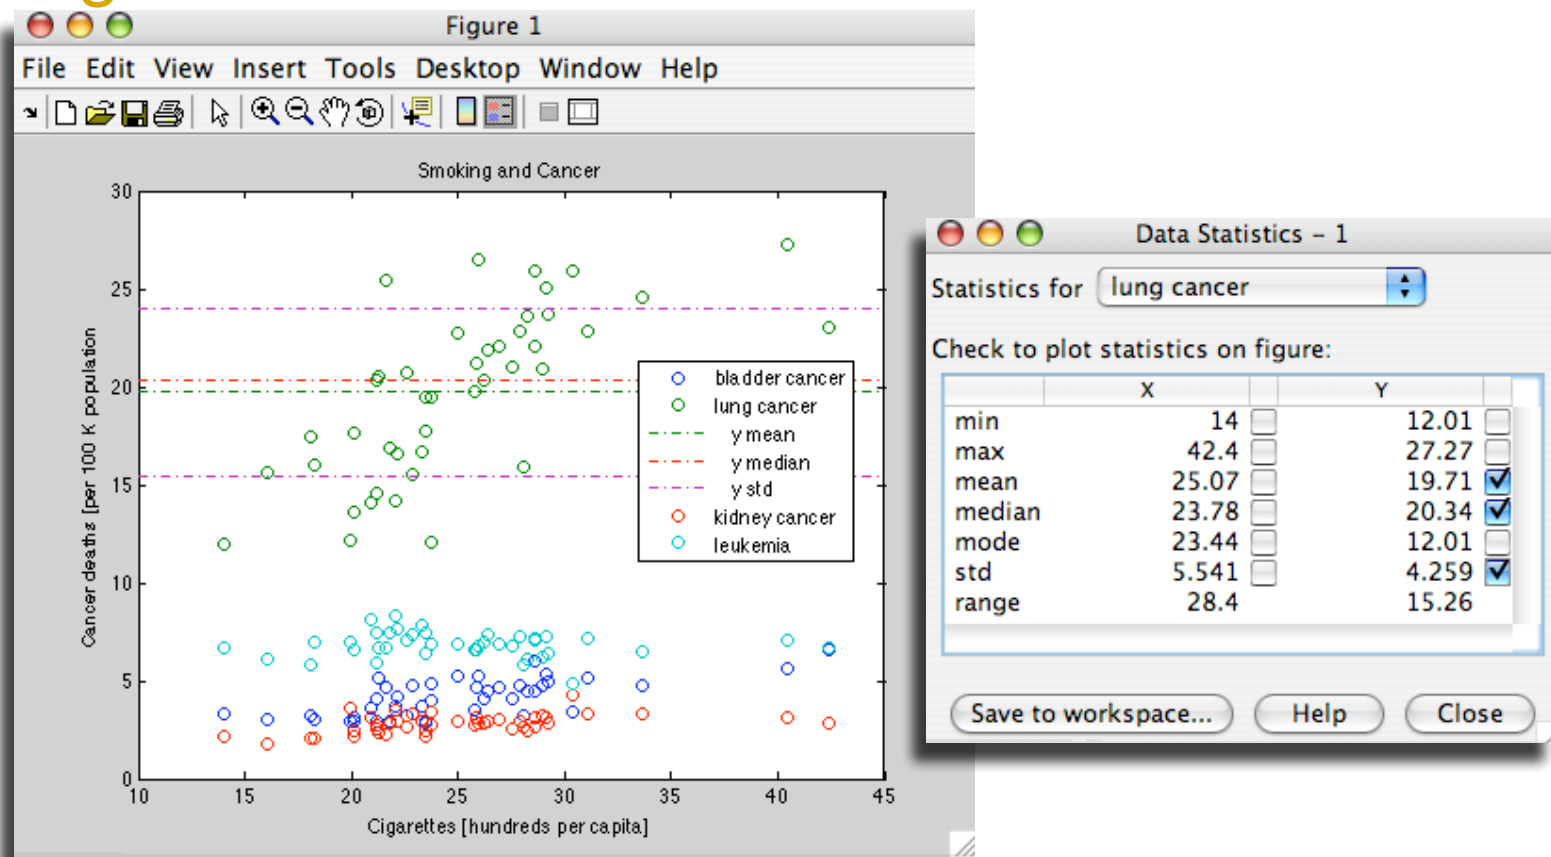 Figure 1
File Edit View Insert Tools Desktop Window Help
Smoking and Cancer
30
25
20
15
10
5
0
10 15 20 25 30 35 40 45
Cancer deaths [per 100 K population
Cigarettes [hundreds per capita]
bladder cancer
lung cancer
y mean
y median
y std
kidney cancer
leukemia
Data Statistics – 1
Statistics for lung cancer
Check to plot statistics on figure:
X Y
min 14 12.01
max 42.4 27.27
mean 25.07 19.71
median 23.78 20.34
mode 23.44 12.01
std 5.541 4.259
range 28.4 15.26
Save to workspace... Help Close